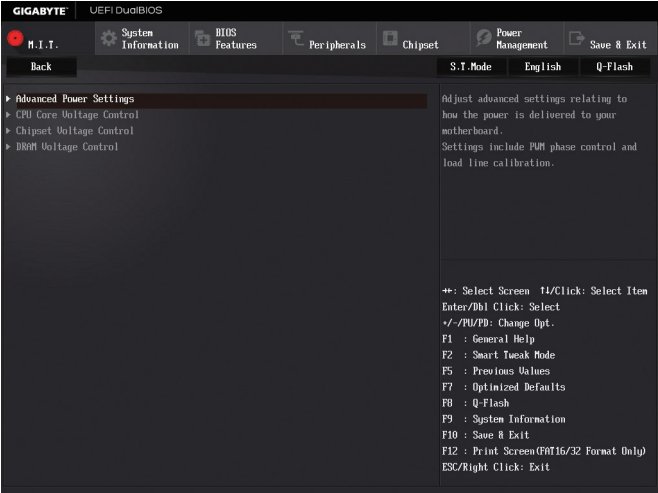 GIGABYTE™ UEFI DualBIOS
M.I.T. System Information BIOS Features Peripherals Chipset Power Management Save & Exit
Back S.T.Mode English Q-Flash
Advanced Power Settings
CPU Core Voltage Control
Chipset Voltage Control
DRAM Voltage Control
Adjust advanced settings relating to
how the power is delivered to your
motherboard.
Settings include PWM phase control and
load line calibration.
→←: Select Screen ↑↓/Click: Select Item
Enter/Dbl Click: Select
+/-/PU/PD: Change Opt.
F1 : General Help
F2 : Smart Tweak Mode
F5 : Previous Values
F7 : Optimized Defaults
F8 : Q-Flash
F9 : System Information
F10 : Save & Exit
F12 : Print Screen(FAT16/32 Format Only)
ESC/Right Click: Exit